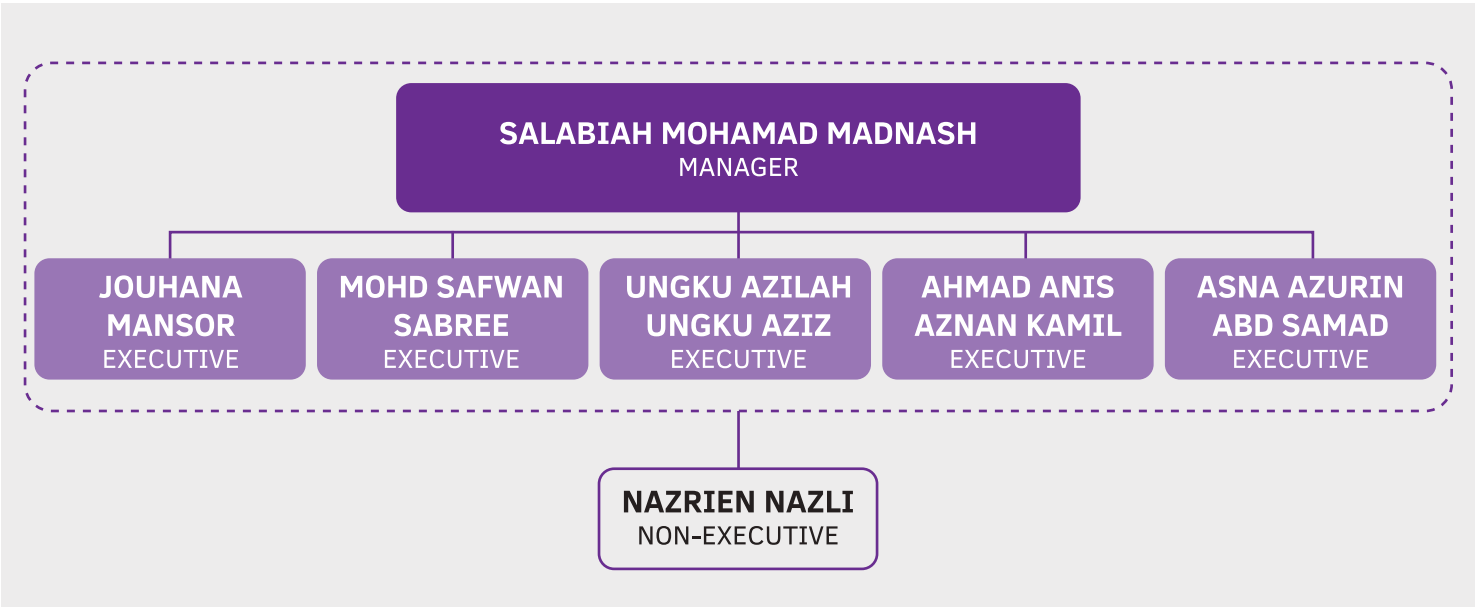 SALABIAH MOHAMAD MADNASH
MANAGER
JOUHANA
MANSOR
EXECUTIVE
MOHD SAFWAN
SABREE
EXECUTIVE
UNGKU AZILAH
UNGKU AZIZ
EXECUTIVE
AHMAD ANIS
AZNAN KAMIL
EXECUTIVE
ASNA AZURIN
ABD SAMAD
EXECUTIVE
NAZRIEN NAZLI
NON-EXECUTIVE